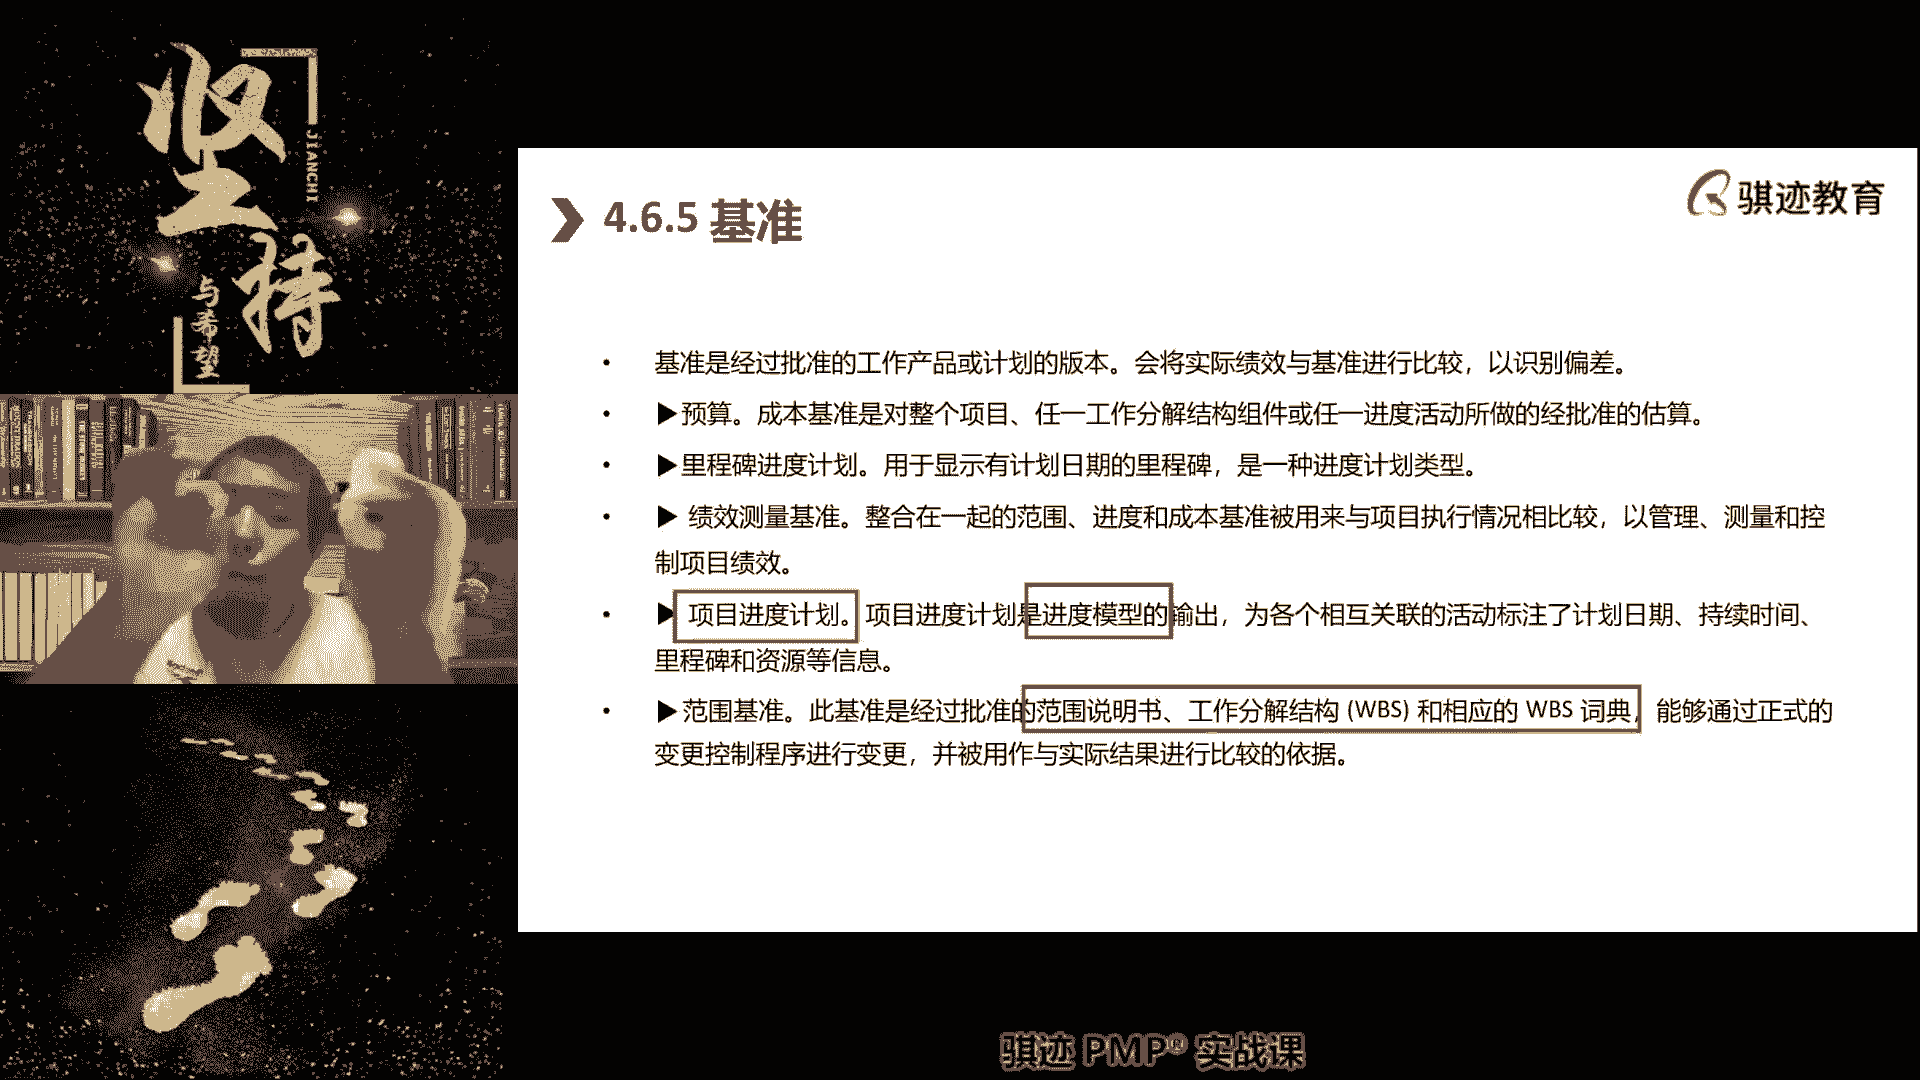 坚持
JIANCHI
与希望
骐迹教育
4.6.5 基准
• 基准是经过批准的工作产品或计划的版本。会将实际绩效与基准进行比较，以识别偏差。
• ▶预算。成本基准是对整个项目、任一工作分解结构组件或任一进度活动所做的经批准的估算。
• ▶里程碑进度计划。用于显示有计划日期的里程碑，是一种进度计划类型。
• ▶ 绩效测量基准。整合在一起的范围、进度和成本基准被用来与项目执行情况相比较，以管理、测量和控
制项目绩效。
• ▶ 项目进度计划。项目进度计划是进度模型的输出，为各个相互关联的活动标注了计划日期、持续时间、
里程碑和资源等信息。
• ▶范围基准。此基准是经过批准的范围说明书、工作分解结构 (WBS) 和相应的 WBS 词典，能够通过正式的
变更控制程序进行变更，并被用作与实际结果进行比较的依据。
骐迹 PMP® 实战课